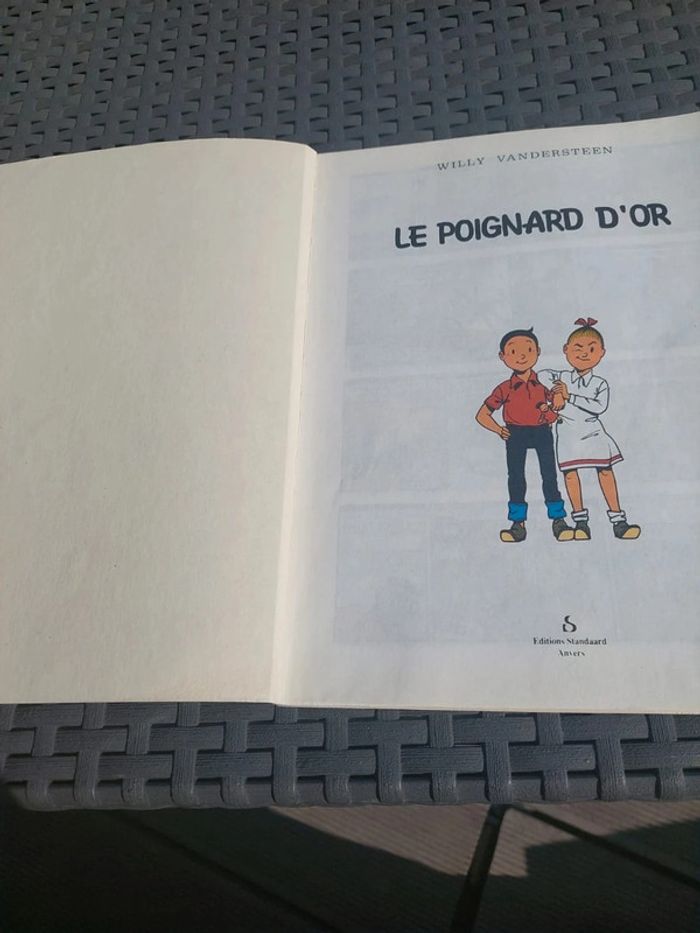 WILLY VANDERSTEEN
LE POIGNARD D'OR
S
Editions Standaard
Anvers